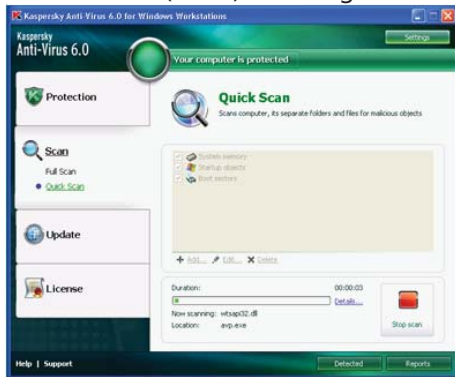 Kaspersky Anti-Virus 6.0 for Windows Workstations
Kaspersky
Anti-Virus 6.0
Settings
Your computer is protected
Protection
Quick Scan
Scans computer, its separate folders and files for malicious objects
Scan
Full Scan
Quick Scan
System memory
Startup objects
Boot sectors
Update
Add... Edit... Delete
License
Duration: 00:00:03
Details...
Now scanning: wtsapi32.dll
Location: avp.exe
Stop scan
Help | Support
Detected
Reports